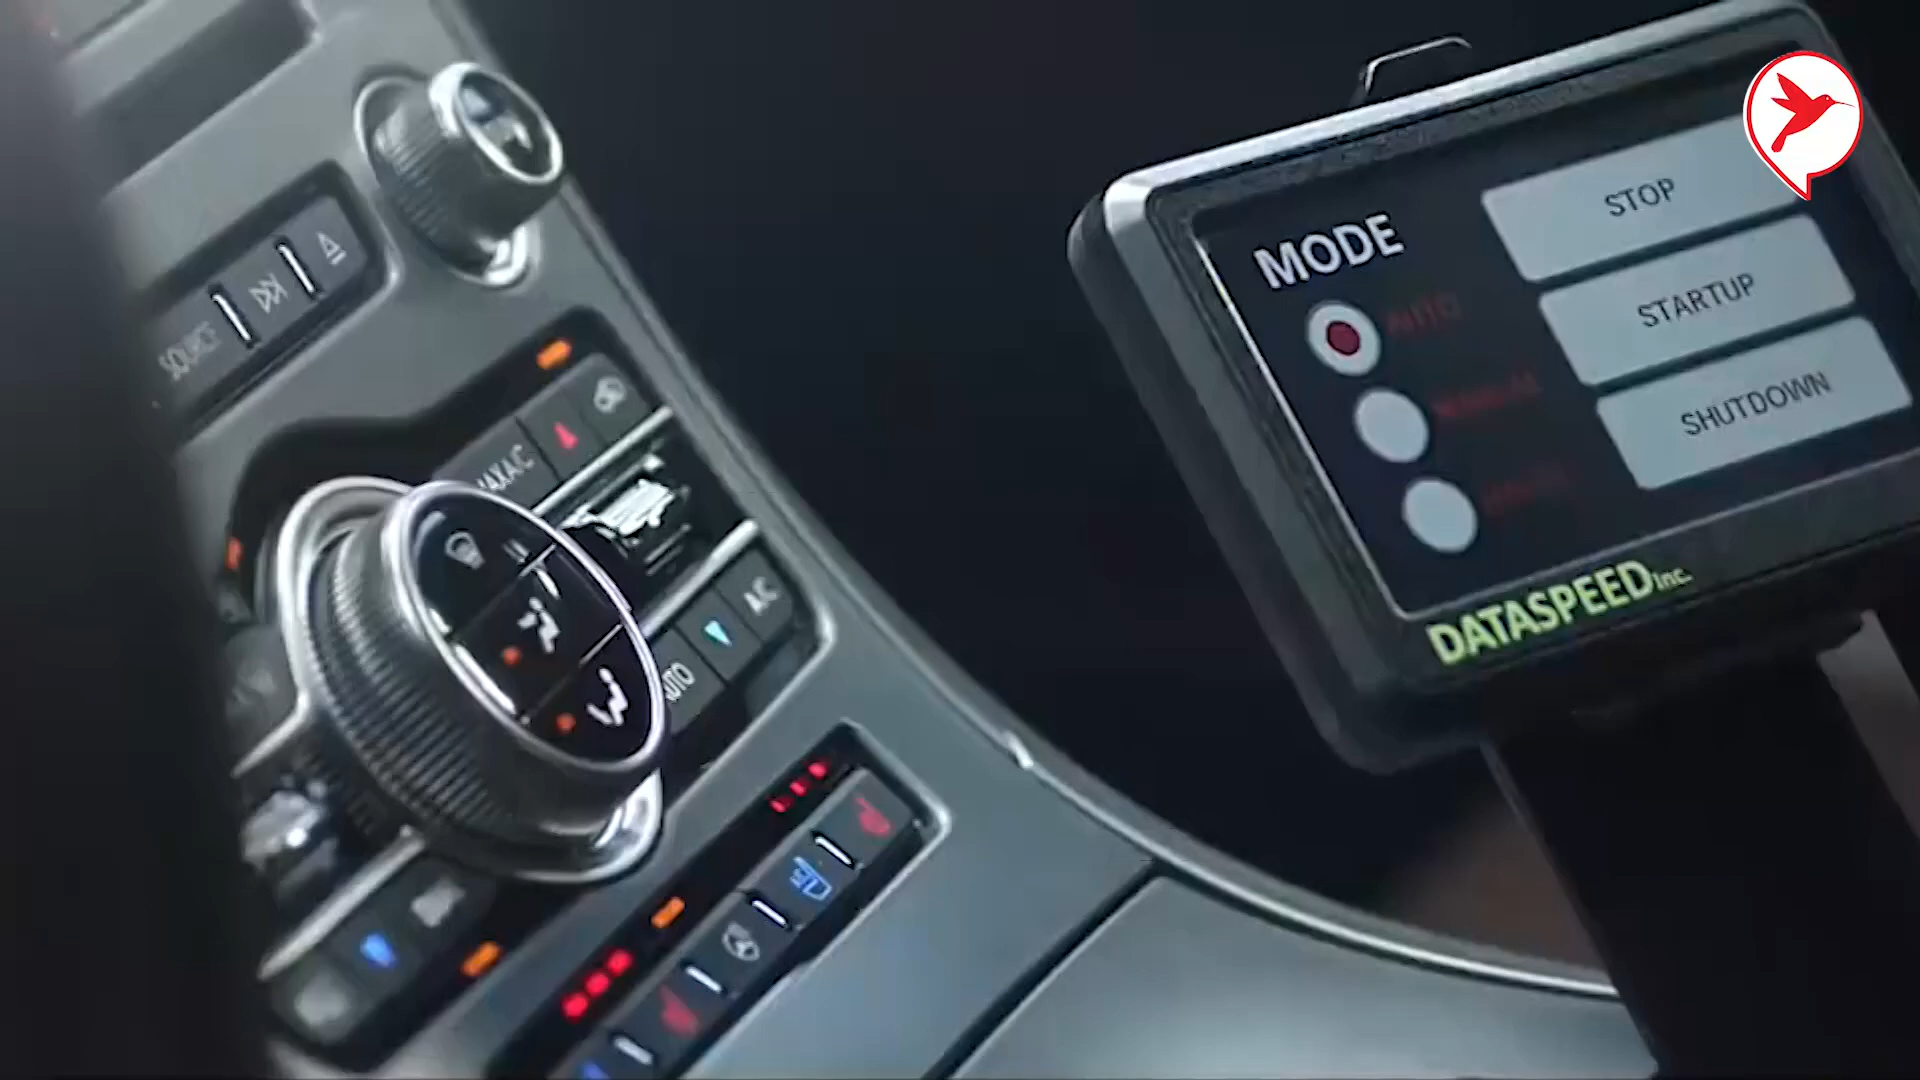 SOURCE
MAX A/C
A/C
AUTO
MODE
AUTO
STOP
STARTUP
SHUTDOWN
DATASPEED Inc.